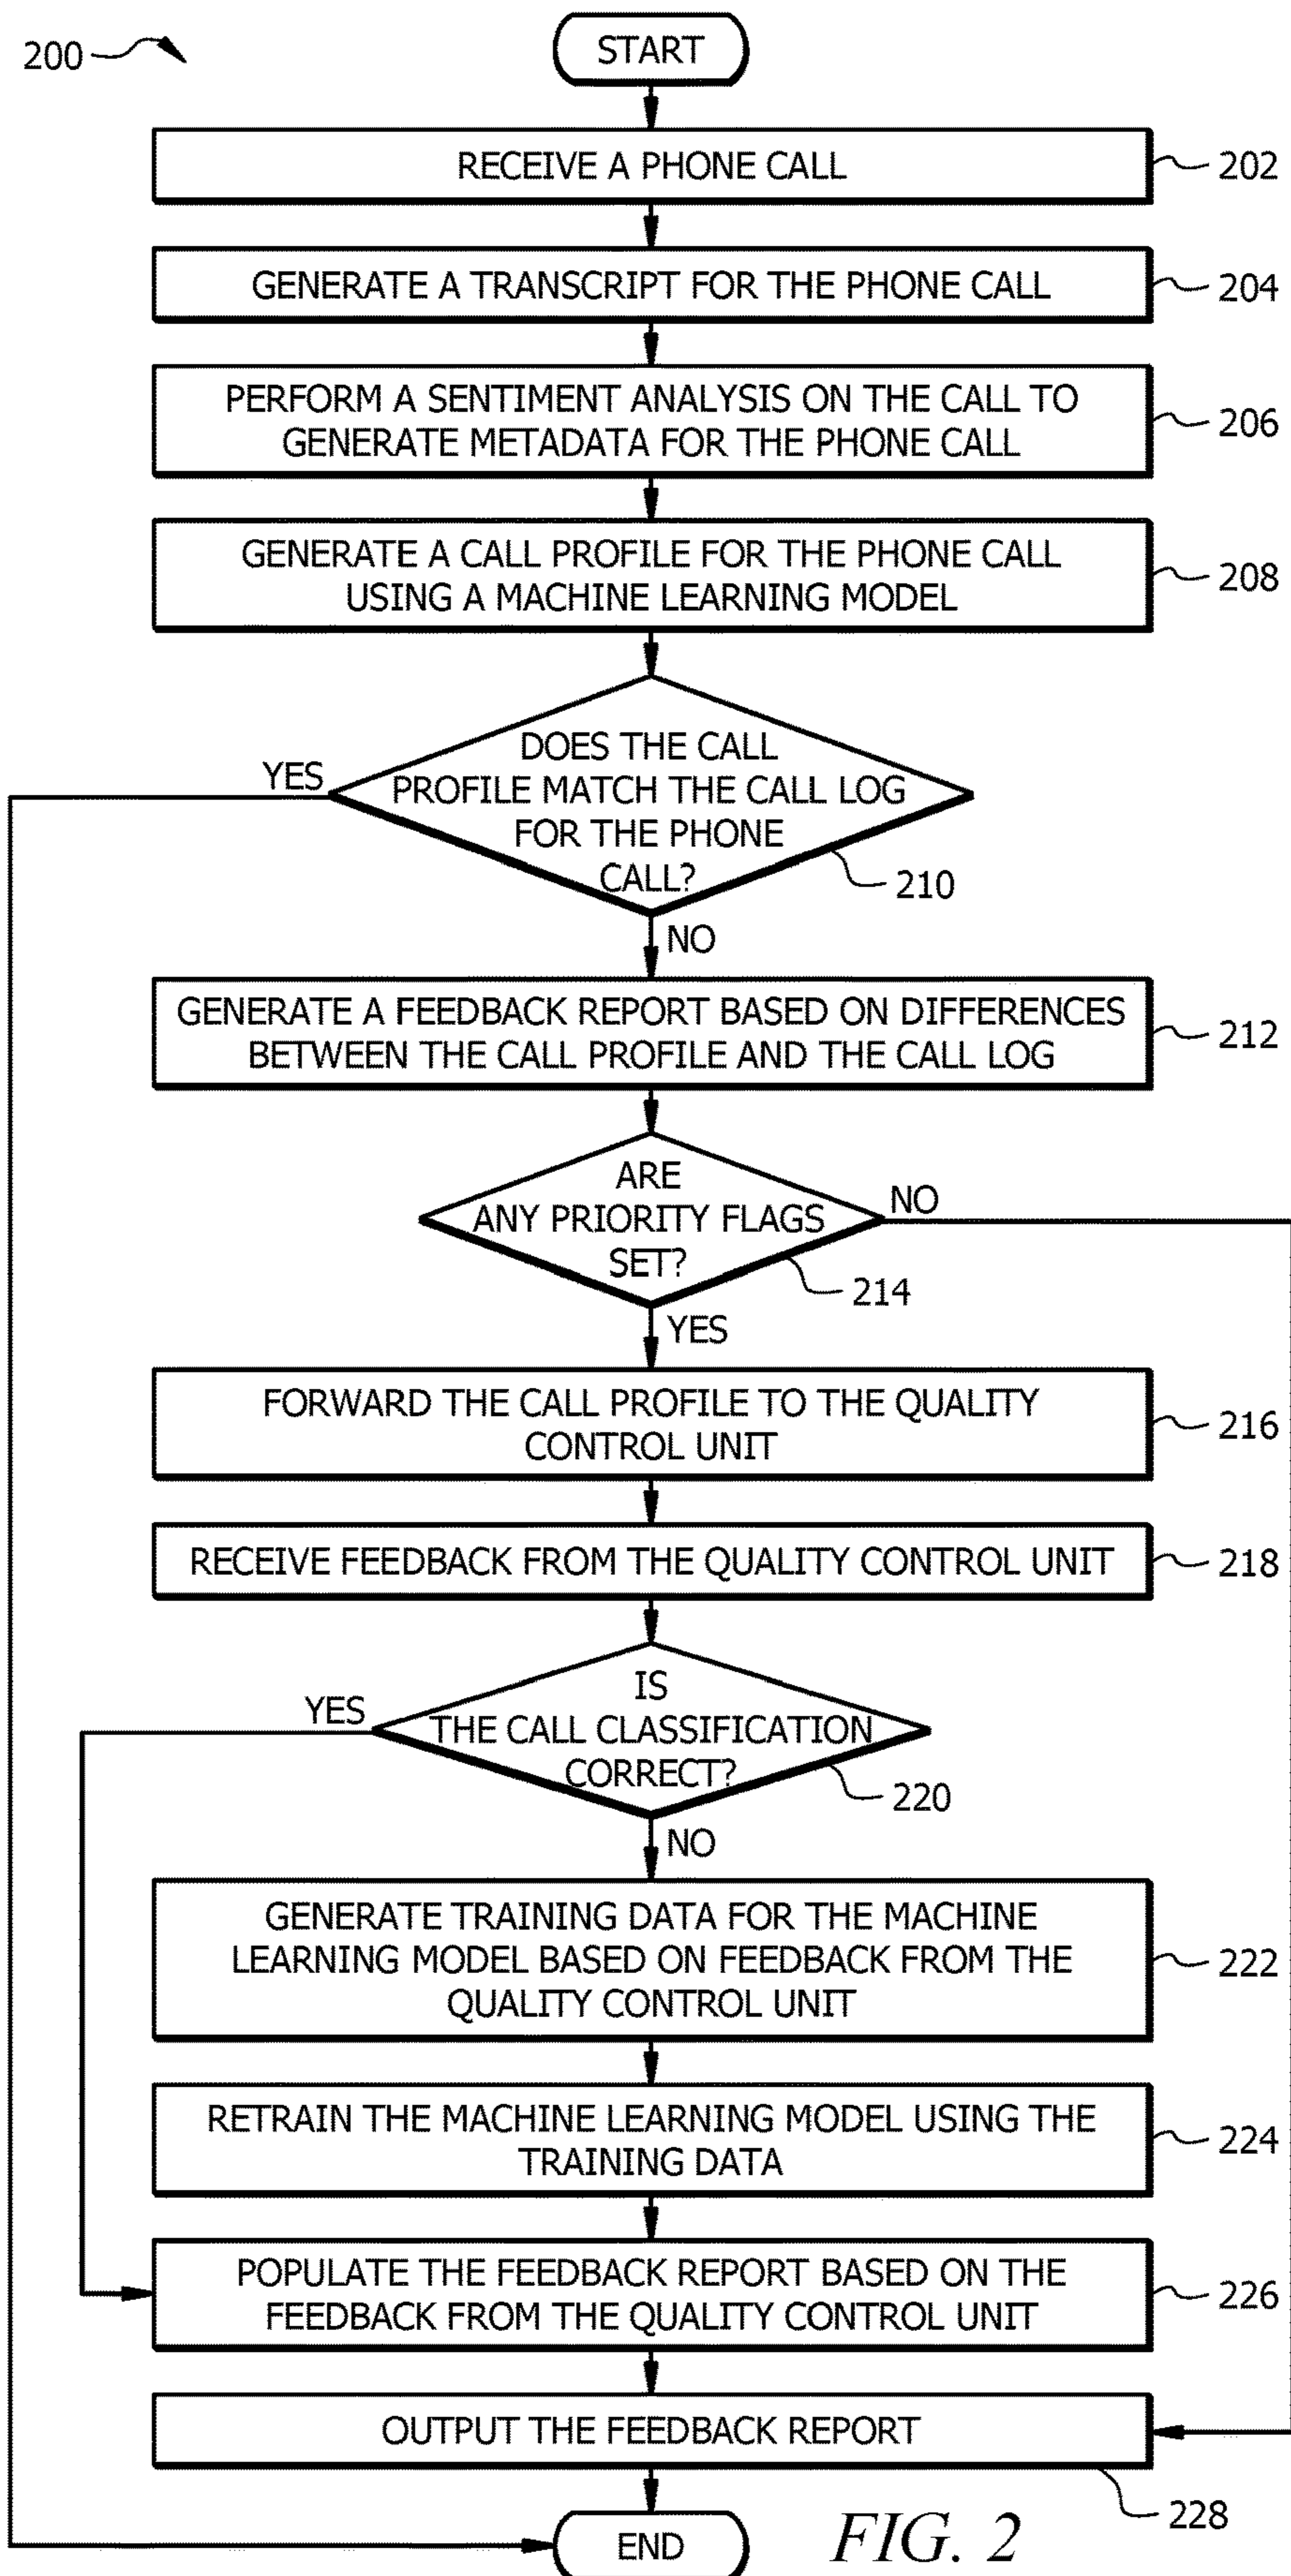 200
START
RECEIVE A PHONE CALL
202
GENERATE A TRANSCRIPT FOR THE PHONE CALL
204
PERFORM A SENTIMENT ANALYSIS ON THE CALL TO
GENERATE METADATA FOR THE PHONE CALL
206
GENERATE A CALL PROFILE FOR THE PHONE CALL
USING A MACHINE LEARNING MODEL
208
DOES THE CALL
PROFILE MATCH THE CALL LOG
FOR THE PHONE
CALL?
YES
210
NO
GENERATE A FEEDBACK REPORT BASED ON DIFFERENCES
BETWEEN THE CALL PROFILE AND THE CALL LOG
212
ARE
ANY PRIORITY FLAGS
SET?
NO
214
YES
FORWARD THE CALL PROFILE TO THE QUALITY
CONTROL UNIT
216
RECEIVE FEEDBACK FROM THE QUALITY CONTROL UNIT
218
IS
THE CALL CLASSIFICATION
CORRECT?
YES
220
NO
GENERATE TRAINING DATA FOR THE MACHINE
LEARNING MODEL BASED ON FEEDBACK FROM THE
QUALITY CONTROL UNIT
222
RETRAIN THE MACHINE LEARNING MODEL USING THE
TRAINING DATA
224
POPULATE THE FEEDBACK REPORT BASED ON THE
FEEDBACK FROM THE QUALITY CONTROL UNIT
226
OUTPUT THE FEEDBACK REPORT
228
END
FIG. 2